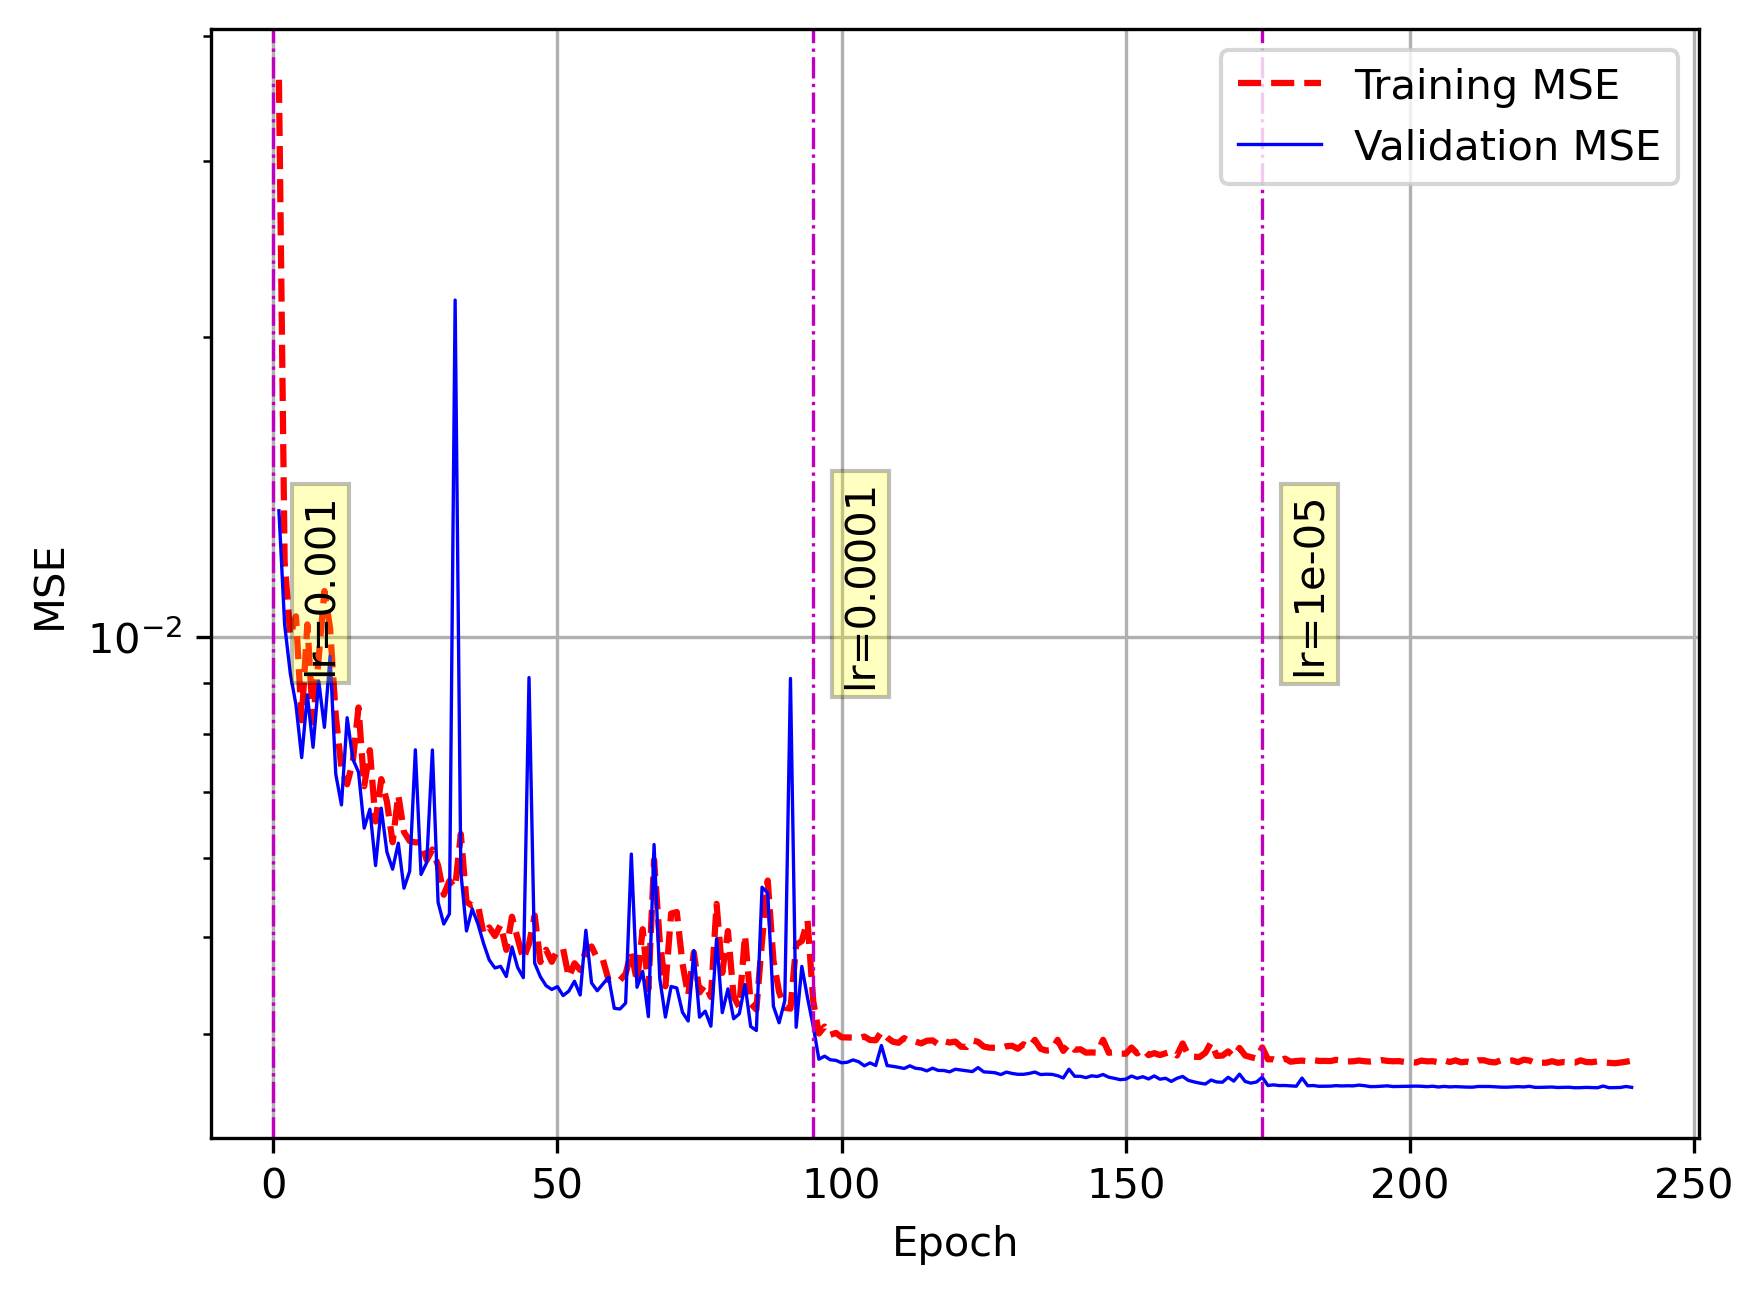 Training MSE
Validation MSE
lr=0.001
lr=0.0001
lr=1e-05
MSE
10⁻²
0 50 100 150 200 250
Epoch